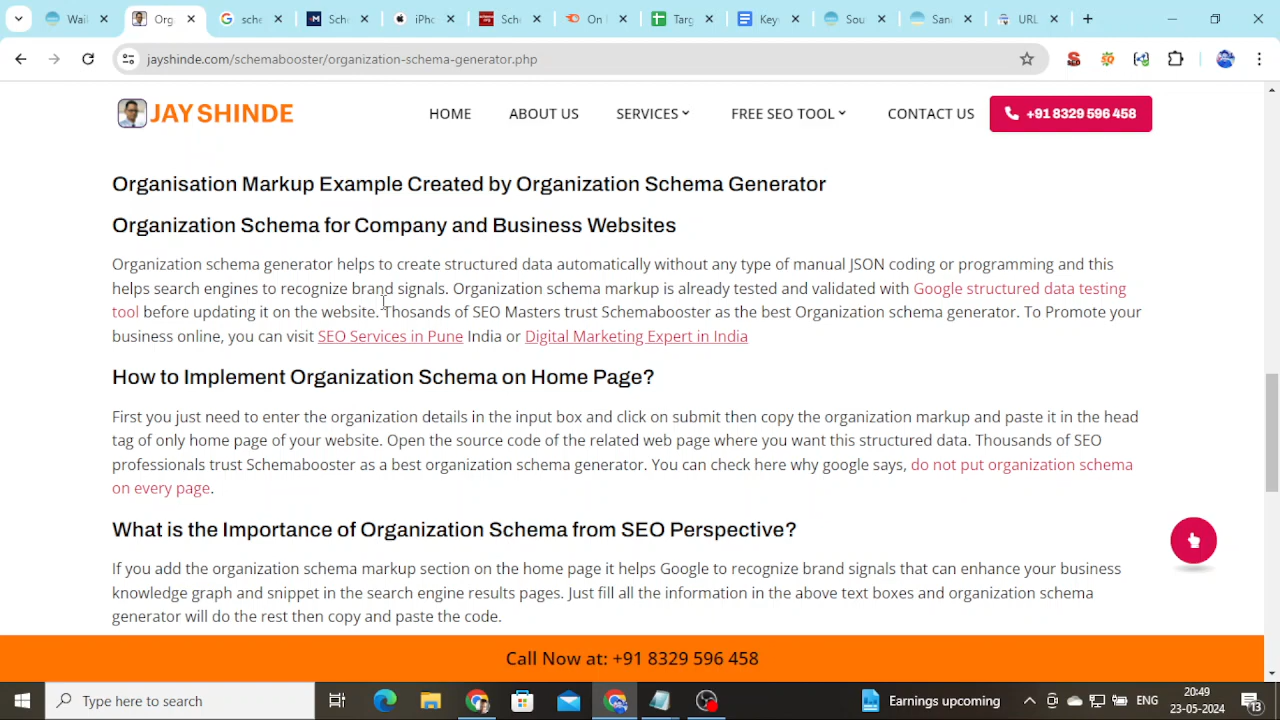 Wail
Org
sche
Sche
iPho
Sche
On
Targ
Key
Sou
San
URL
jayshinde.com/schemabooster/organization-schema-generator.php
JAY SHINDE
HOME
ABOUT US
SERVICES
FREE SEO TOOL
CONTACT US
+91 8329 596 458
Organisation Markup Example Created by Organization Schema Generator
Organization Schema for Company and Business Websites
Organization schema generator helps to create structured data automatically without any type of manual JSON coding or programming and this
helps search engines to recognize brand signals. Organization schema markup is already tested and validated with Google structured data testing
tool before updating it on the website. Thosands of SEO Masters trust Schemabooster as the best Organization schema generator. To Promote your
business online, you can visit SEO Services in Pune India or Digital Marketing Expert in India
How to Implement Organization Schema on Home Page?
First you just need to enter the organization details in the input box and click on submit then copy the organization markup and paste it in the head
tag of only home page of your website. Open the source code of the related web page where you want this structured data. Thousands of SEO
professionals trust Schemabooster as a best organization schema generator. You can check here why google says, do not put organization schema
on every page.
What is the Importance of Organization Schema from SEO Perspective?
If you add the organization schema markup section on the home page it helps Google to recognize brand signals that can enhance your business
knowledge graph and snippet in the search engine results pages. Just fill all the information in the above text boxes and organization schema
generator will do the rest then copy and paste the code.
Call Now at: +91 8329 596 458
Type here to search
Earnings upcoming
ENG
20:49
23-05-2024
13